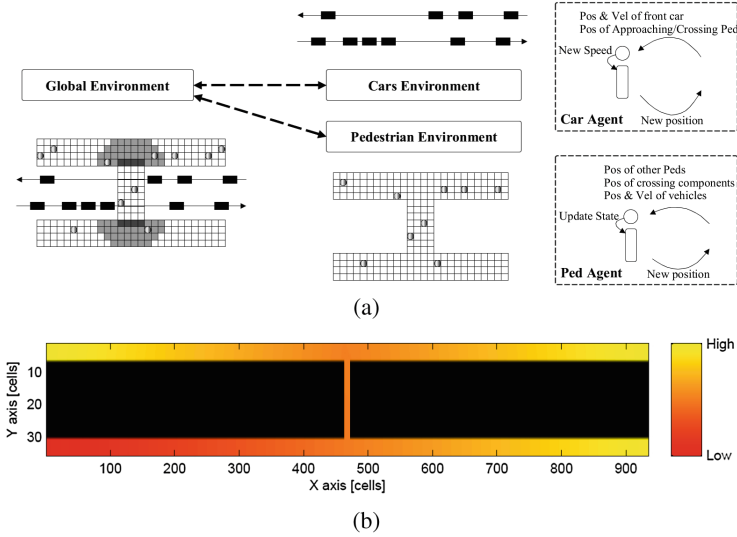 Global Environment
Cars Environment
Pedestrian Environment
Pos & Vel of front car
Pos of Approaching/Crossing Ped
New Speed
Car Agent
New position
Pos of other Peds
Pos of crossing components
Pos & Vel of vehicles
Update State
Ped Agent
New position
(a)
Y axis [cells]
10
20
30
100
200
300
400
500
600
700
800
900
X axis [cells]
High
Low
(b)